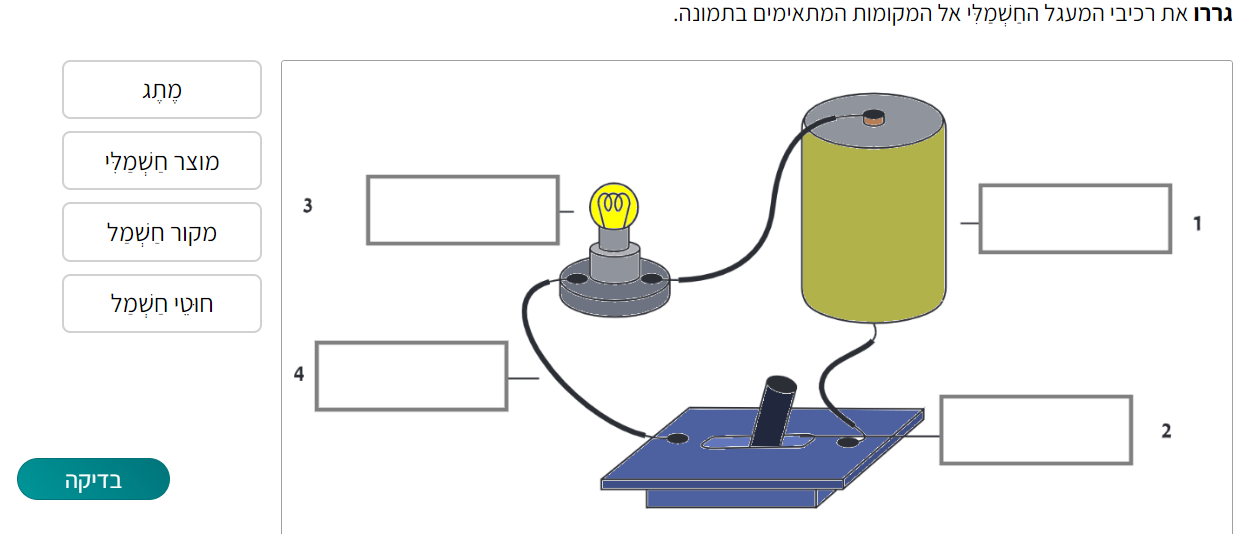 גררו את רכיבי המעגל החַשְׁמַלִּי אל המקומות המתאימים בתמונה.
מֶתֶג
מוצר חַשְׁמַלִּי
מקור חַשְׁמַל
חוּטֵי חַשְׁמַל
בדיקה
1
2
3
4